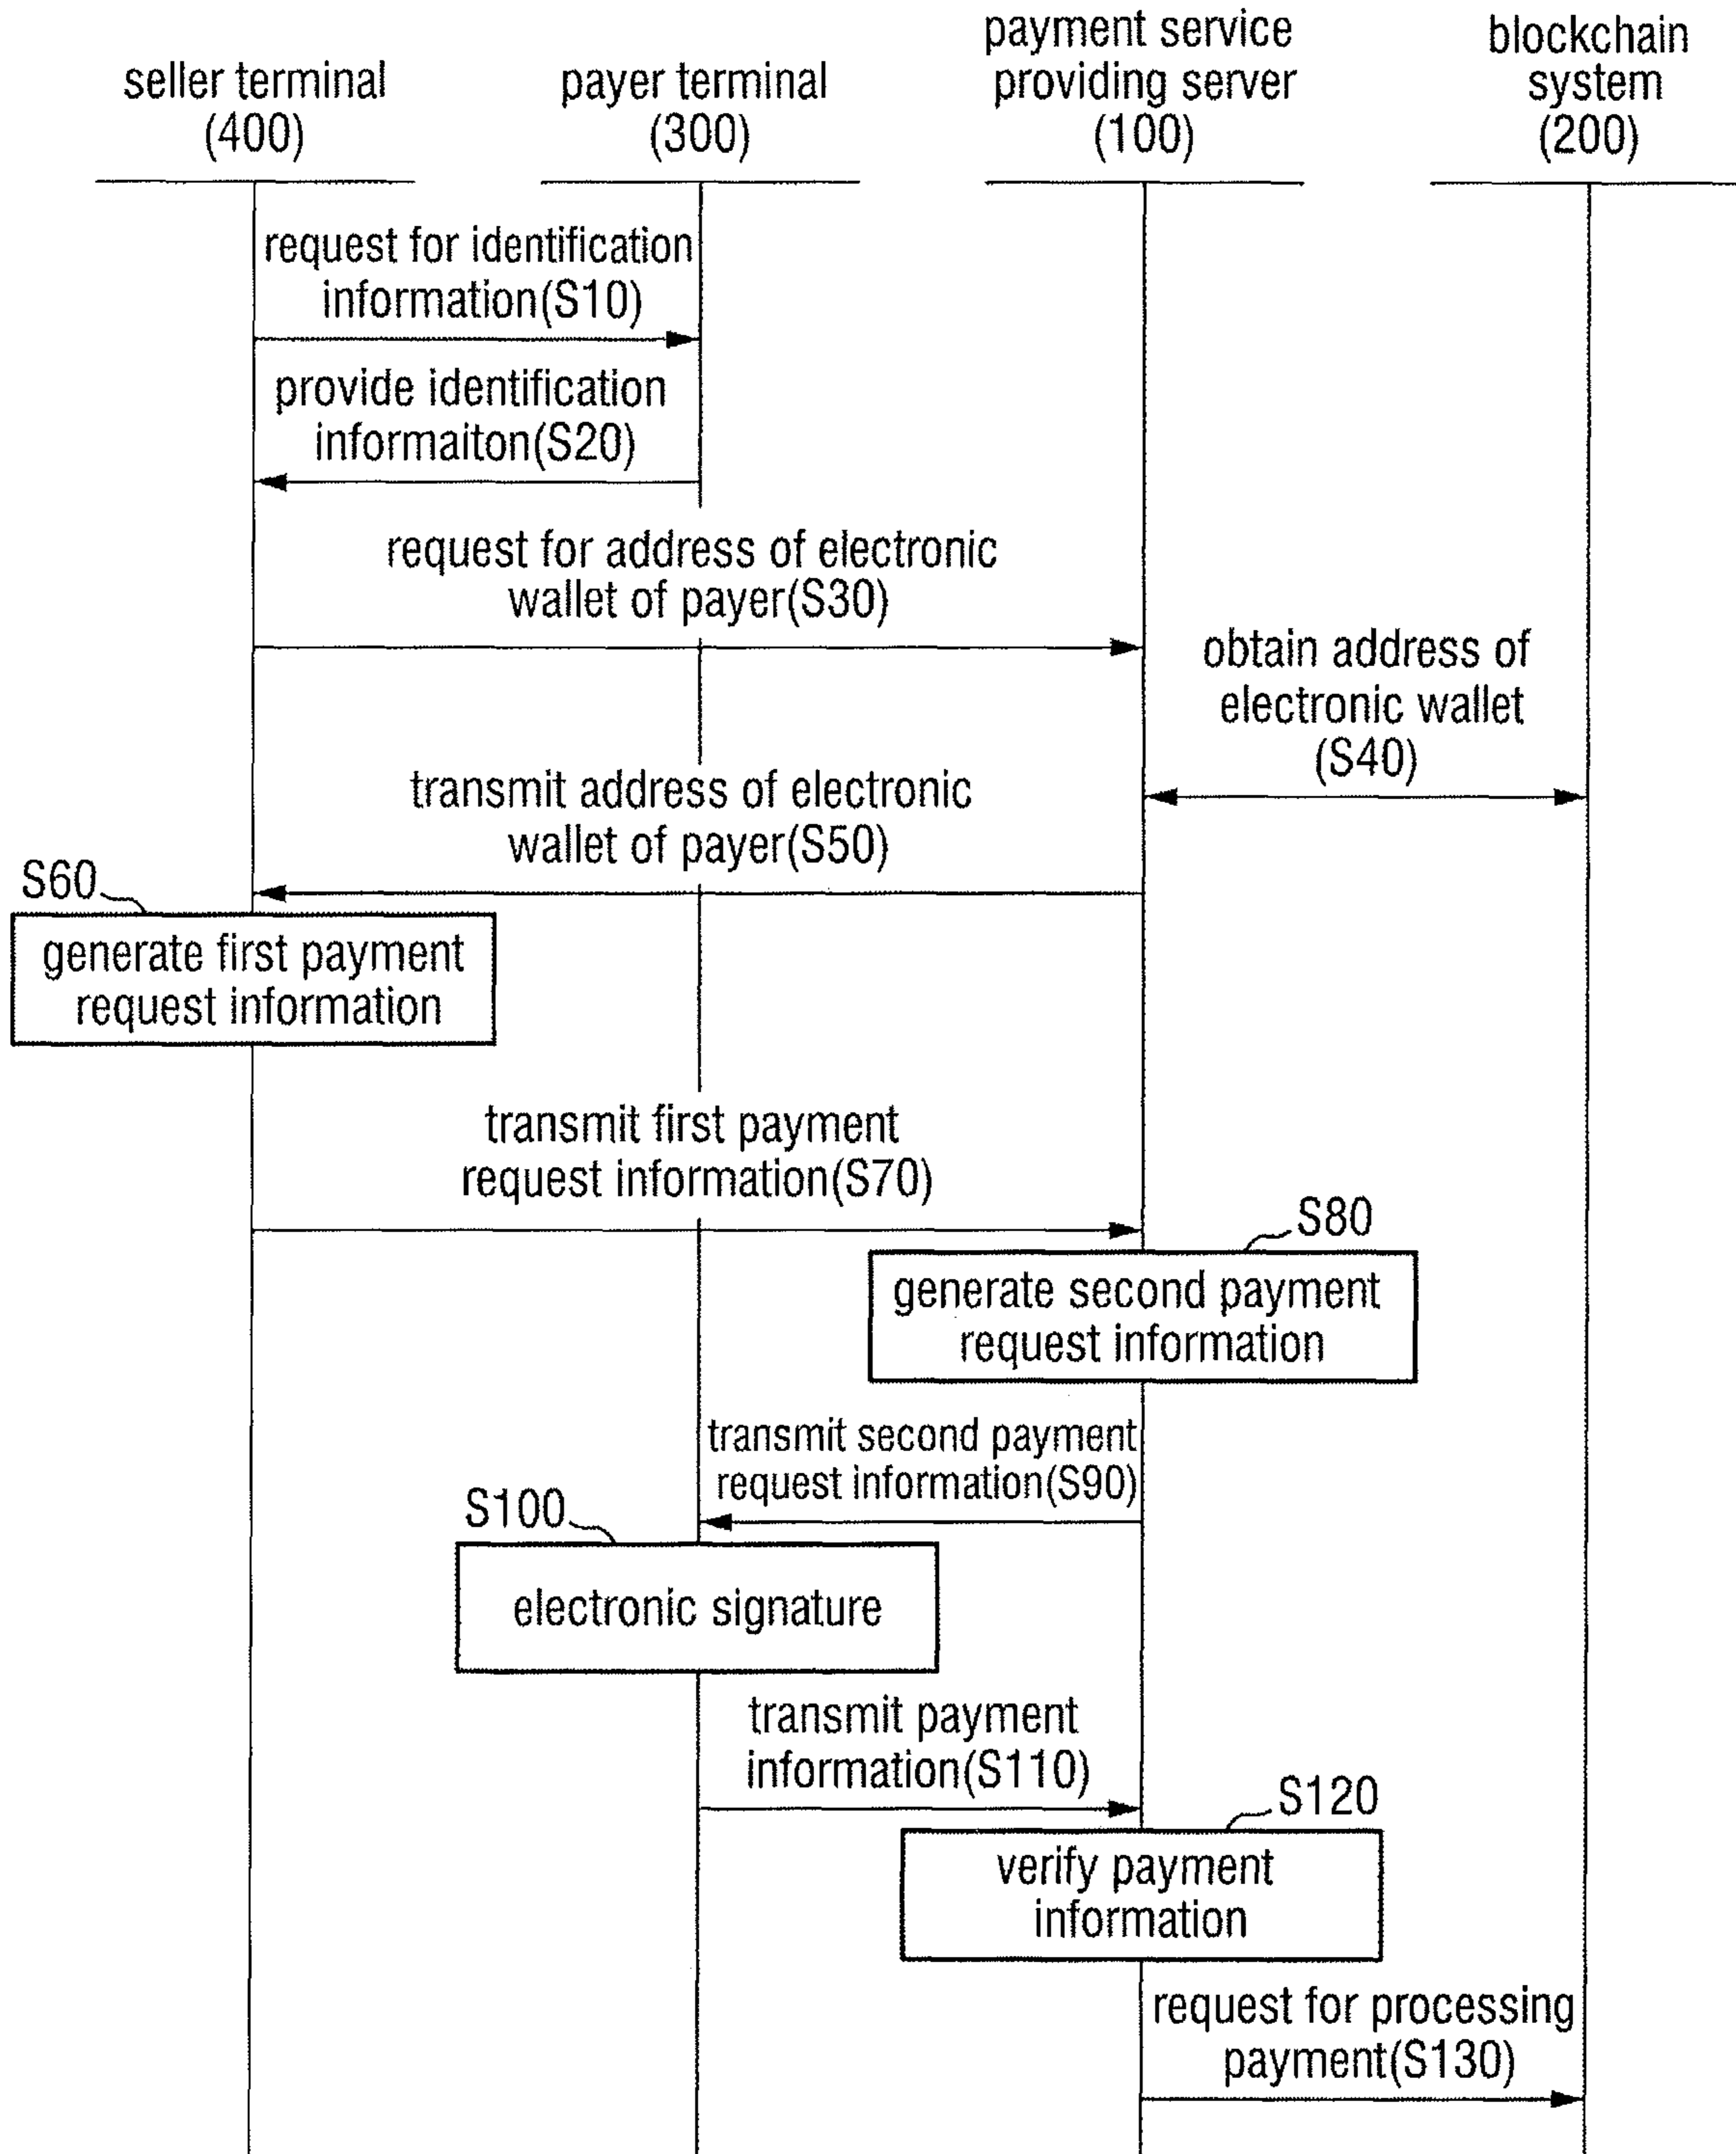 seller terminal
(400)
payer terminal
(300)
payment service
providing server
(100)
blockchain
system
(200)
request for identification
information(S10)
provide identification
informaiton(S20)
request for address of electronic
wallet of payer(S30)
obtain address of
electronic wallet
(S40)
transmit address of electronic
wallet of payer(S50)
S60
generate first payment
request information
transmit first payment
request information(S70)
S80
generate second payment
request information
transmit second payment
request information(S90)
S100
electronic signature
transmit payment
information(S110)
S120
verify payment
information
request for processing
payment(S130)